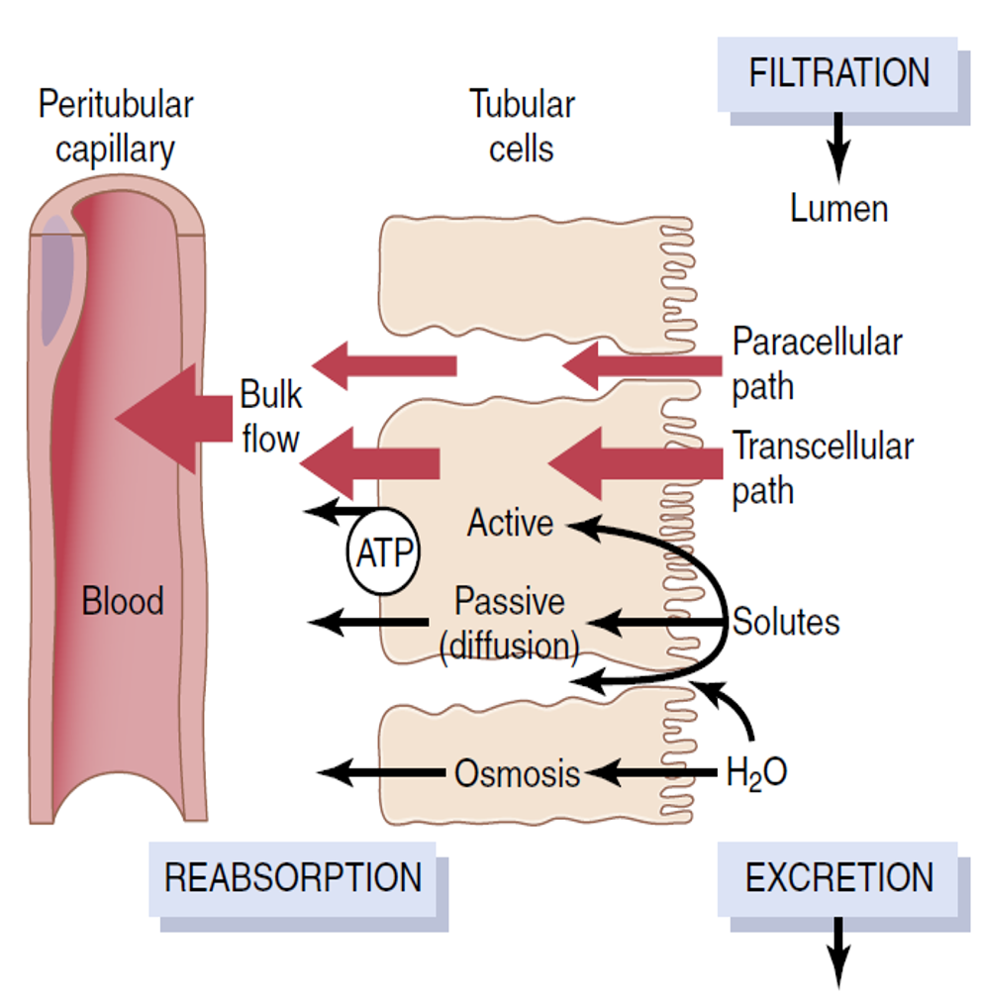 FILTRATION
Peritubular
capillary
Tubular
cells
Lumen
Paracellular
path
Bulk
flow
Transcellular
path
Active
ATP
Blood
Passive
(diffusion)
Solutes
Osmosis
H₂O
REABSORPTION
EXCRETION